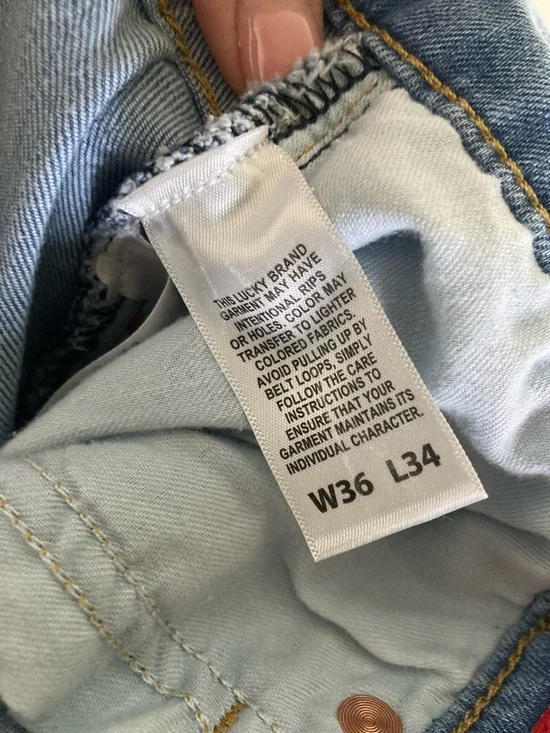 THIS LUCKY BRAND
GARMENT MAY HAVE
INTENTIONAL RIPS
OR HOLES. COLOR MAY
TRANSFER TO LIGHTER
COLORED FABRICS.
AVOID PULLING UP BY
BELT LOOPS, SIMPLY
FOLLOW THE CARE
INSTRUCTIONS TO
ENSURE THAT YOUR
GARMENT MAINTAINS ITS
INDIVIDUAL CHARACTER.
W36 L34